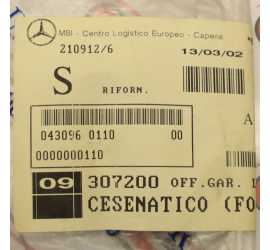 MBI - Centro Logistico Europeo - Capena
210912/6 13/03/02
S RIFORN.
A
043096 0110 00
0000000110
09 307200 OFF.GAR.
CESENATICO (FO